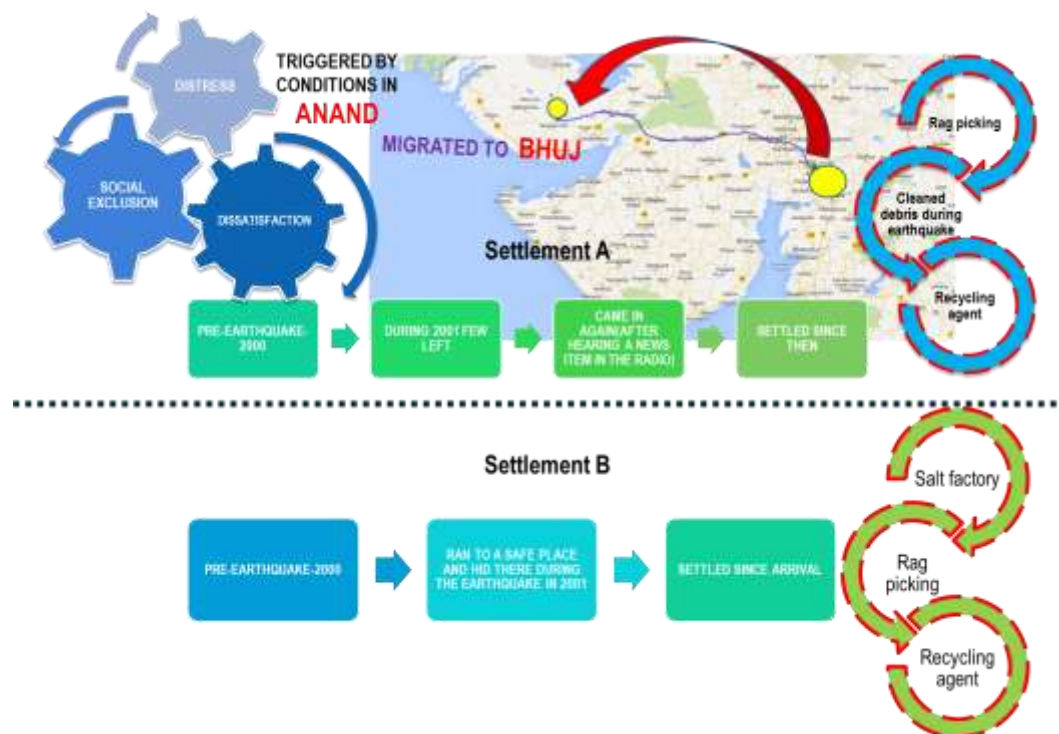 DISTRESS
SOCIAL
EXCLUSION
DISSATISFACTION
TRIGGERED BY
CONDITIONS IN
ANAND
MIGRATED TO BHUJ
Settlement A
PRE-EARTHQUAKE-
2000
DURING 2001 FEW
LEFT
CAME IN
AGAIN(AFTER
HEARING A NEWS
ITEM IN THE RADIO)
SETTLED SINCE
THEN
Rag picking
Cleaned
debris during
earthquake
Recycling
agent
Settlement B
PRE-EARTHQUAKE-2000
RAN TO A SAFE PLACE
AND HID THERE DURING
THE EARTHQUAKE IN 2001
SETTLED SINCE ARRIVAL
Salt factory
Rag
picking
Recycling
agent